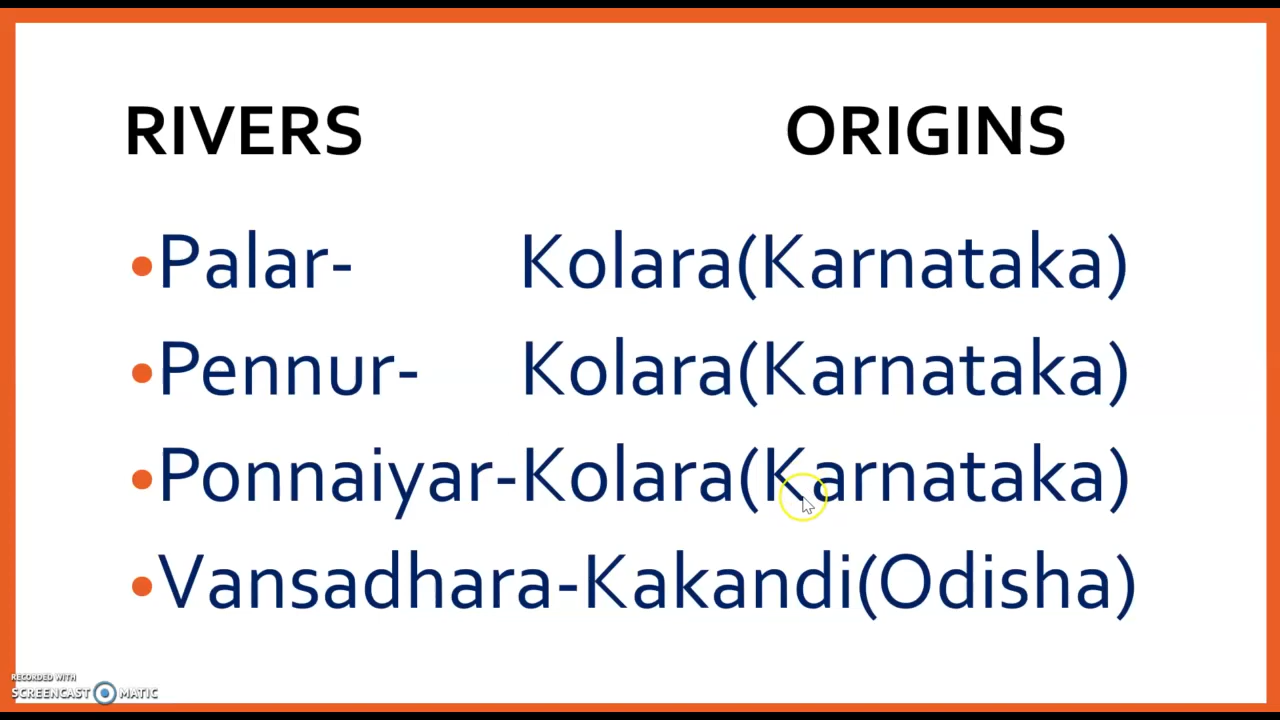 RIVERS ORIGINS
•Palar- Kolara(Karnataka)
•Pennur- Kolara(Karnataka)
•Ponnaiyar-Kolara(Karnataka)
•Vansadhara-Kakandi(Odisha)
RECORDED WITH
SCREENCAST MATIC